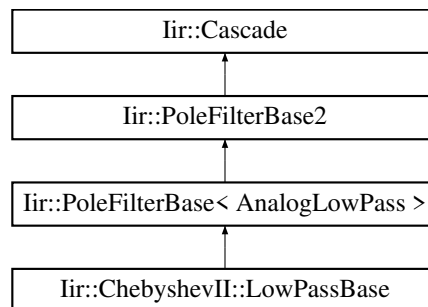 Iir::Cascade
Iir::PoleFilterBase2
Iir::PoleFilterBase< AnalogLowPass >
Iir::ChebyshevII::LowPassBase